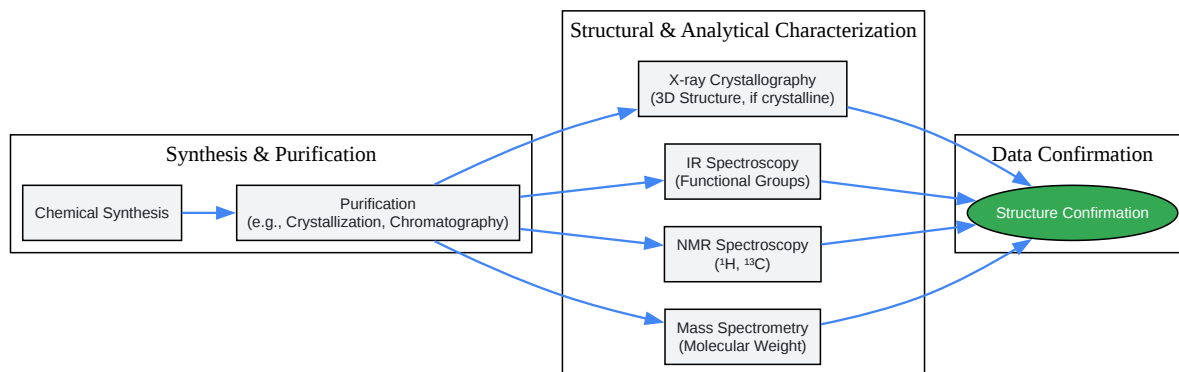 Synthesis & Purification
Chemical Synthesis
Purification
(e.g., Crystallization, Chromatography)
Structural & Analytical Characterization
X-ray Crystallography
(3D Structure, if crystalline)
IR Spectroscopy
(Functional Groups)
NMR Spectroscopy
(¹H, ¹³C)
Mass Spectrometry
(Molecular Weight)
Data Confirmation
Structure Confirmation